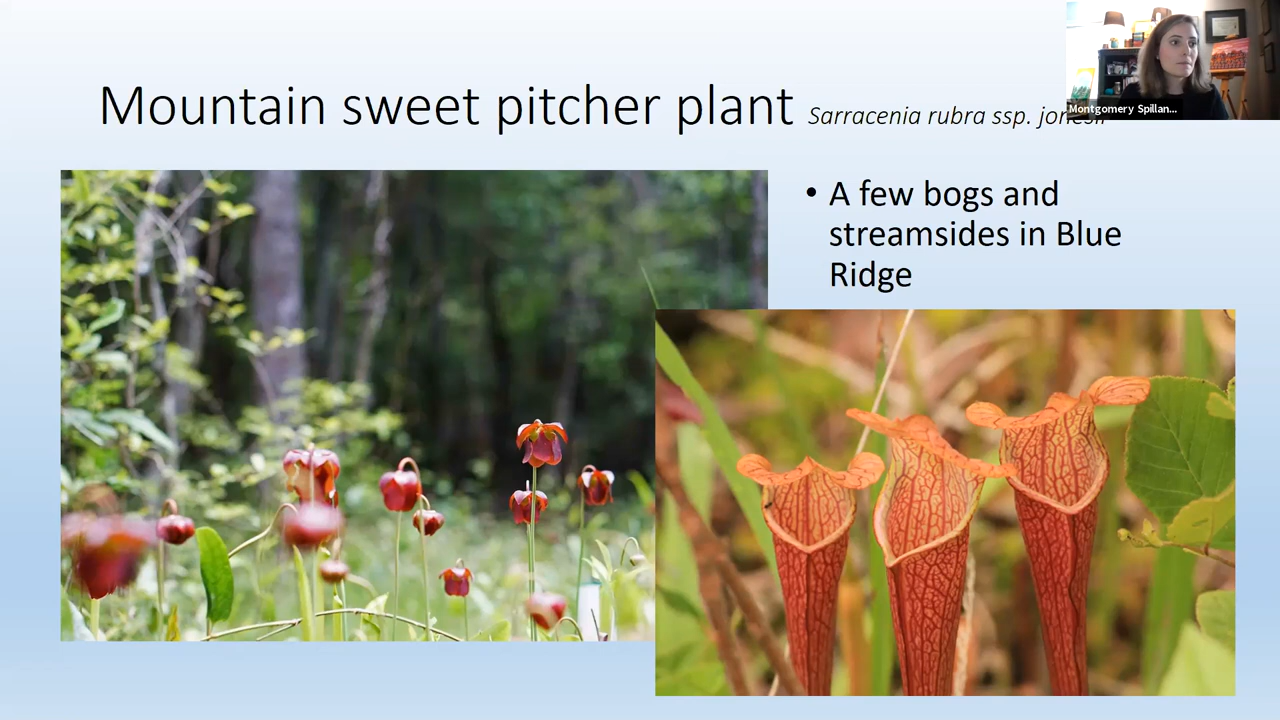 Mountain sweet pitcher plant Sarracenia rubra ssp.
Montgomery Spillan...
• A few bogs and
streamsides in Blue
Ridge